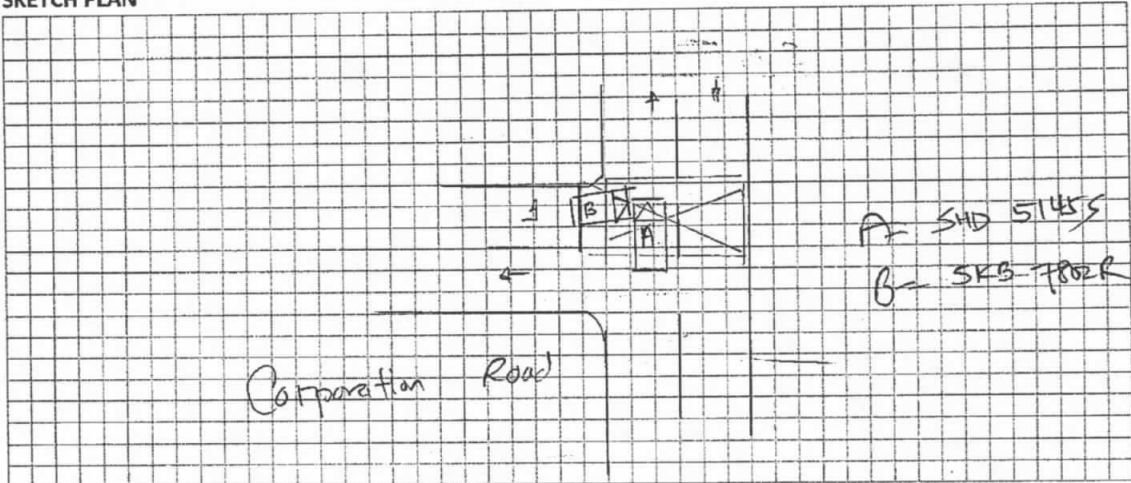 SKETCH PLAN
B
A
A- SHD 5145S
B- SKB 7802R
Corporation Road